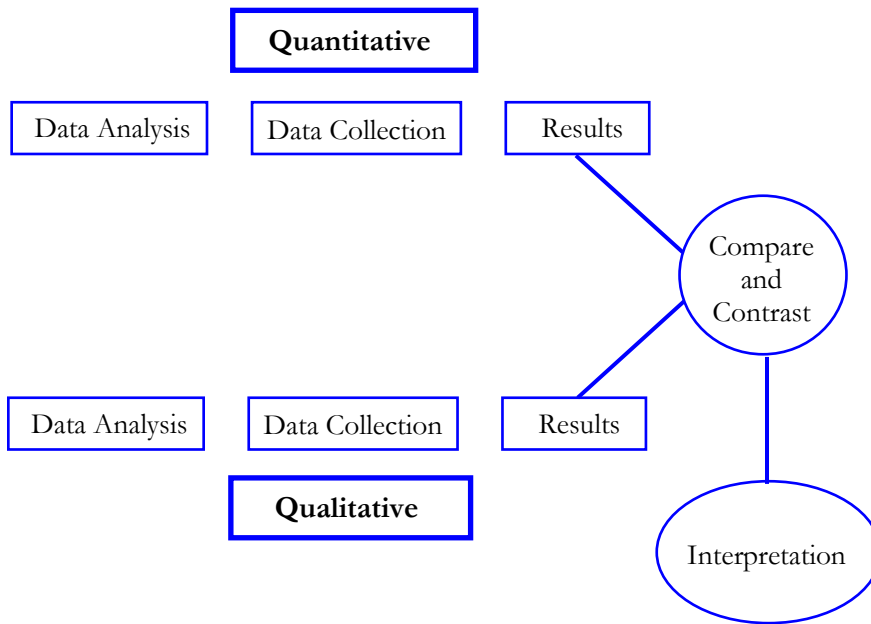 Quantitative
Data Analysis
Data Collection
Results
Compare
and
Contrast
Data Analysis
Data Collection
Results
Qualitative
Interpretation